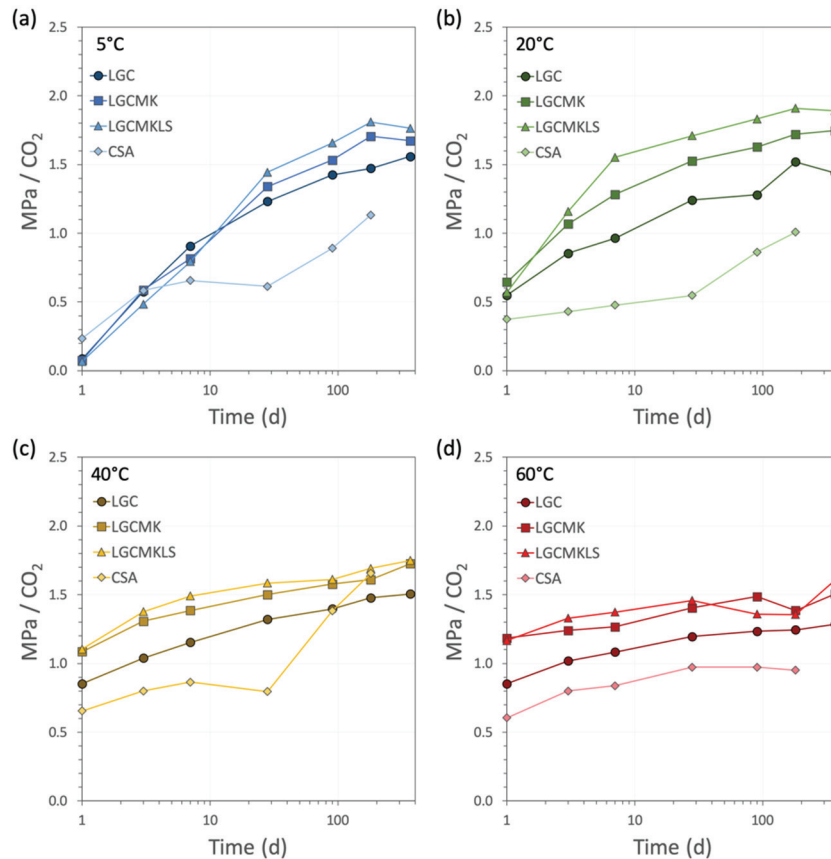 (a)
5°C
LGC
LGCMK
LGCMKLS
CSA
2.5
2.0
1.5
1.0
0.5
0.0
MPa / CO₂
1
10
100
Time (d)
(b)
20°C
LGC
LGCMK
LGCMKLS
CSA
2.5
2.0
1.5
1.0
0.5
0.0
MPa / CO₂
1
10
100
Time (d)
(c)
40°C
LGC
LGCMK
LGCMKLS
CSA
2.5
2.0
1.5
1.0
0.5
0.0
MPa / CO₂
1
10
100
Time (d)
(d)
60°C
LGC
LGCMK
LGCMKLS
CSA
2.5
2.0
1.5
1.0
0.5
0.0
MPa / CO₂
1
10
100
Time (d)